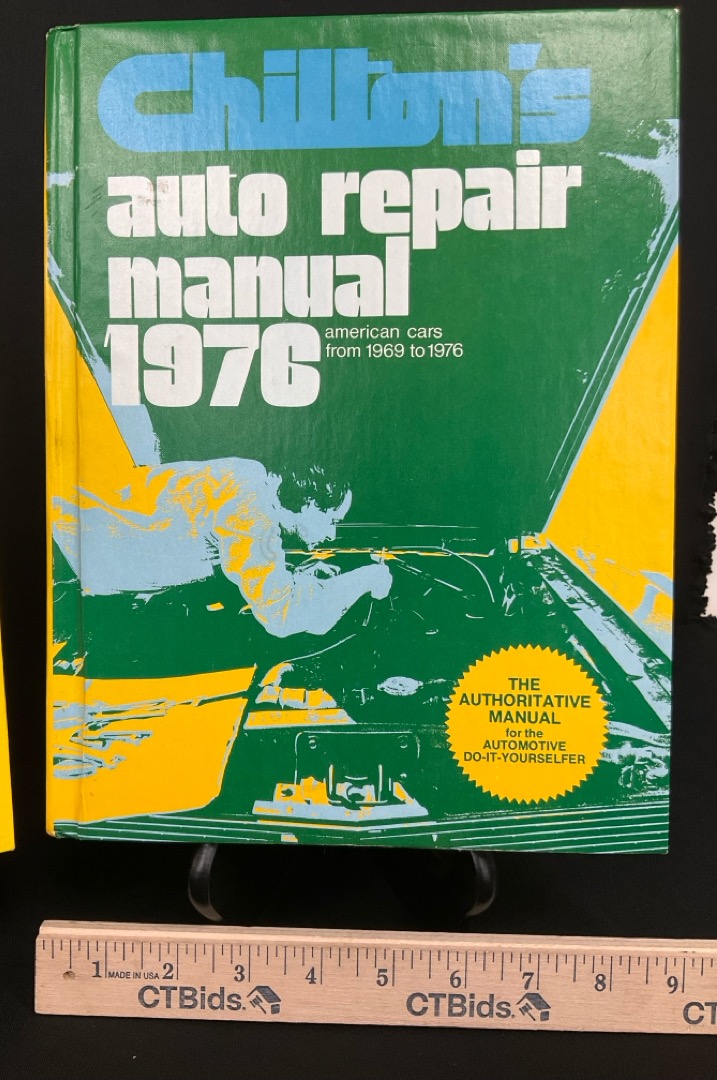 Chilton's
auto repair
manual
1976
american cars
from 1969 to 1976
THE
AUTHORITATIVE
MANUAL
for the
AUTOMOTIVE
DO-IT-YOURSELFER
1 MADE IN USA 2 3 4 5 6 7 8 9
CTBids. CTBids. CT